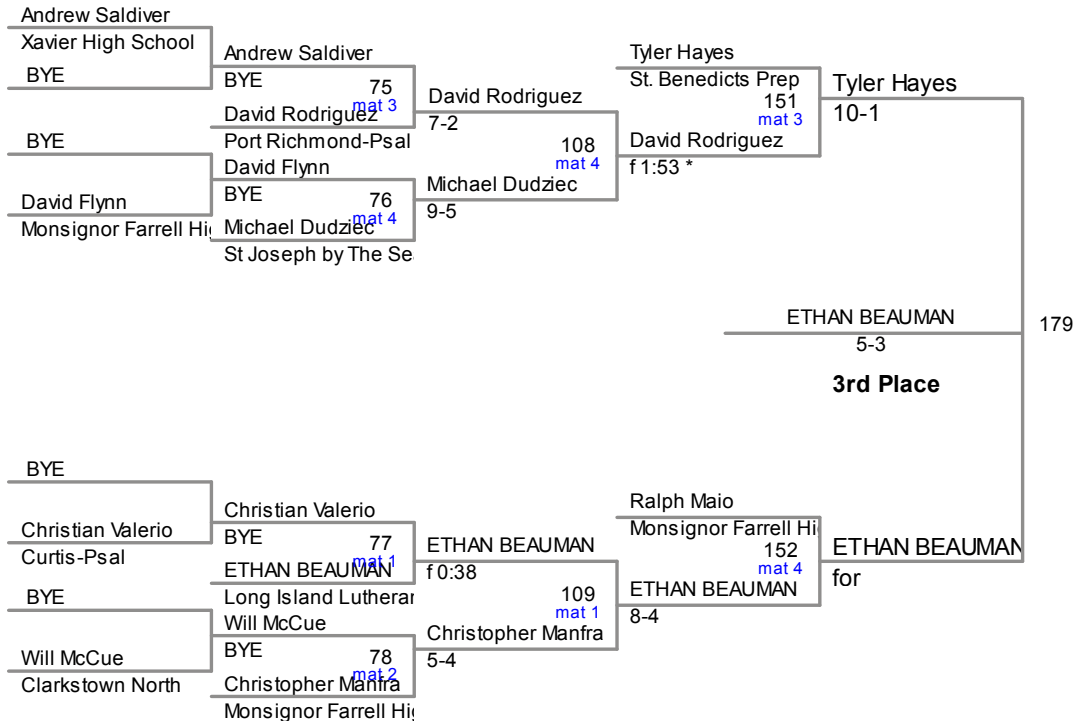 Andrew Saldiver
Xavier High School
BYE
BYE
David Flynn
Monsignor Farrell Hi
Andrew Saldiver
BYE
75
mat 3
David Rodriguez
Port Richmond-Psal
David Flynn
BYE
76
mat 4
Michael Dudziec
St Joseph by The Se
David Rodriguez
7-2
108
mat 4
Michael Dudziec
9-5
Tyler Hayes
St. Benedicts Prep
151
mat 3
David Rodriguez
f 1:53 *
Tyler Hayes
10-1
ETHAN BEAUMAN
5-3
179
3rd Place
BYE
Christian Valerio
Curtis-Psal
BYE
Will McCue
Clarkstown North
Christian Valerio
BYE
77
mat 1
ETHAN BEAUMAN
Long Island Lutheran
Will McCue
BYE
78
mat 2
Christopher Manfra
Monsignor Farrell Hi
ETHAN BEAUMAN
f 0:38
109
mat 1
Christopher Manfra
5-4
Ralph Maio
Monsignor Farrell Hi
152
mat 4
ETHAN BEAUMAN
8-4
ETHAN BEAUMAN
for